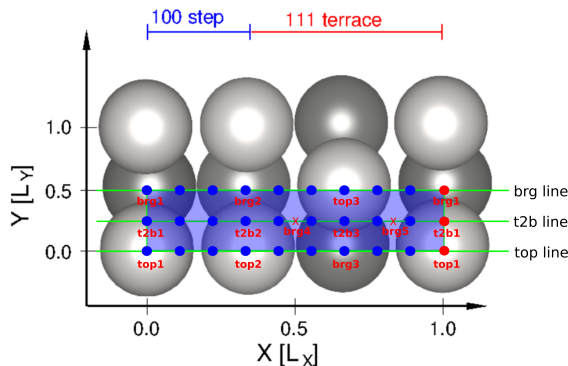 100 step 111 terrace
1.0
0.5
0.0
Y [L_Y]
brg1 brg2 top3 brg1 brg line
t2b1 t2b2 brg4 t2b3 brg5 t2b1 t2b line
top1 top2 brg3 top1 top line
0.0 0.5 1.0
X [L_X]